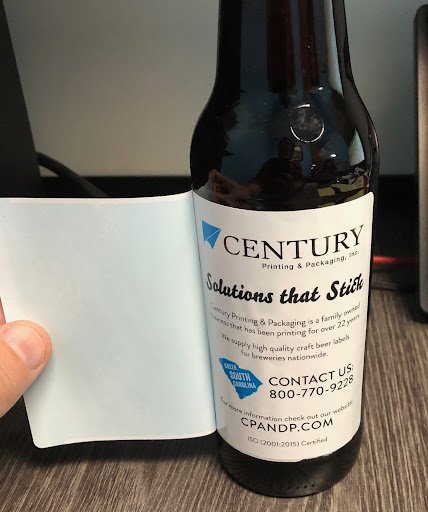 CENTURY
Printing & Packaging, Inc.
Solutions that Stick
Century Printing & Packaging is a family owned
business that has been printing for over 22 years.
We supply high quality craft beer labels
for breweries nationwide.
GREER,
SOUTH
CAROLINA
CONTACT US:
800-770-9228
For more information check out our website:
CPANDP.COM
ISO (2001-2015) Certified